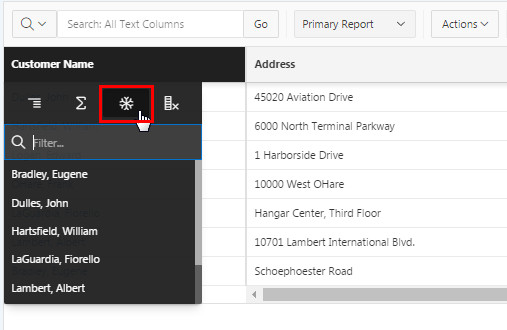 Search: All Text Columns Go Primary Report Actions
Customer Name Address
45020 Aviation Drive
Filter... 6000 North Terminal Parkway
1 Harborside Drive
Bradley, Eugene 10000 West OHare
Dulles, John Hangar Center, Third Floor
Hartsfield, William 10701 Lambert International Blvd.
LaGuardia, Fiorello Schoephoester Road
Lambert, Albert